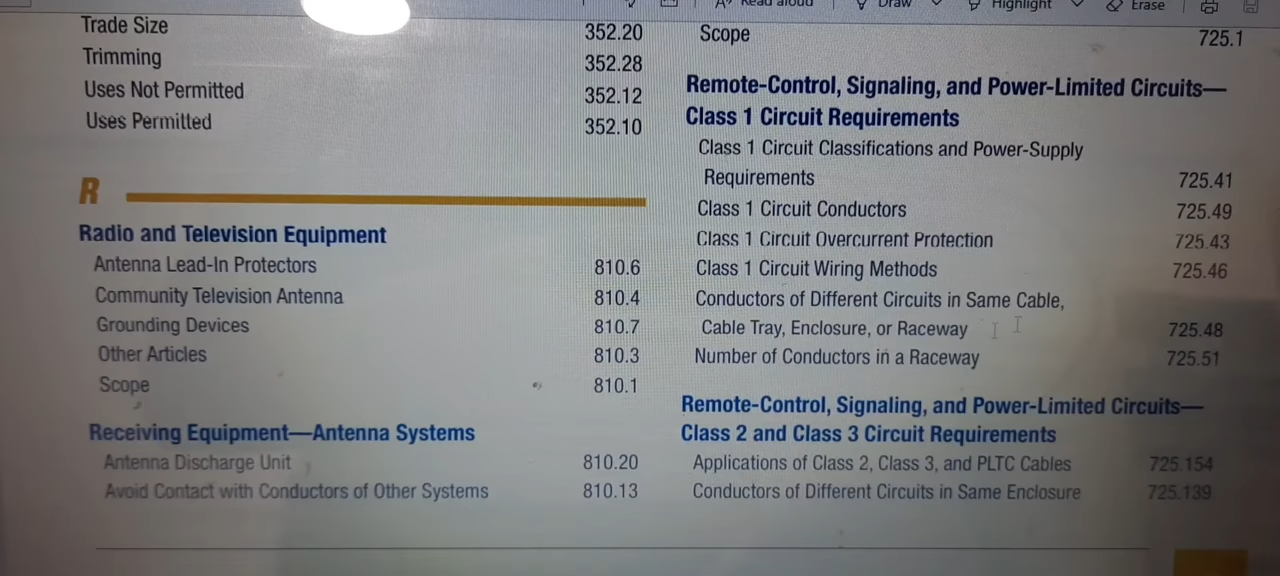 Read aloud
Draw
Highlight
Erase
Trade Size 352.20
Trimming 352.28
Uses Not Permitted 352.12
Uses Permitted 352.10
R
Radio and Television Equipment
Antenna Lead-In Protectors 810.6
Community Television Antenna 810.4
Grounding Devices 810.7
Other Articles 810.3
Scope 810.1
Receiving Equipment—Antenna Systems
Antenna Discharge Unit 810.20
Avoid Contact with Conductors of Other Systems 810.13
Scope 725.1
Remote-Control, Signaling, and Power-Limited Circuits—
Class 1 Circuit Requirements
Class 1 Circuit Classifications and Power-Supply
Requirements 725.41
Class 1 Circuit Conductors 725.49
Class 1 Circuit Overcurrent Protection 725.43
Class 1 Circuit Wiring Methods 725.46
Conductors of Different Circuits in Same Cable,
Cable Tray, Enclosure, or Raceway 725.48
Number of Conductors in a Raceway 725.51
Remote-Control, Signaling, and Power-Limited Circuits—
Class 2 and Class 3 Circuit Requirements
Applications of Class 2, Class 3, and PLTC Cables 725.154
Conductors of Different Circuits in Same Enclosure 725.139